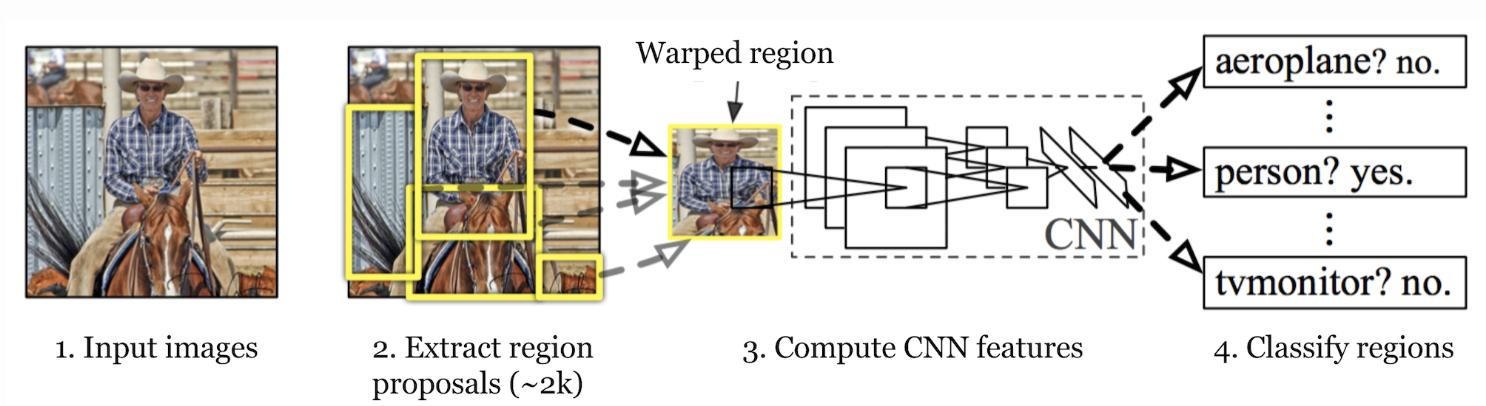 Warped region
aeroplane? no.
person? yes.
CNN
tvmonitor? no.
1. Input images
2. Extract region
proposals (~2k)
3. Compute CNN features
4. Classify regions